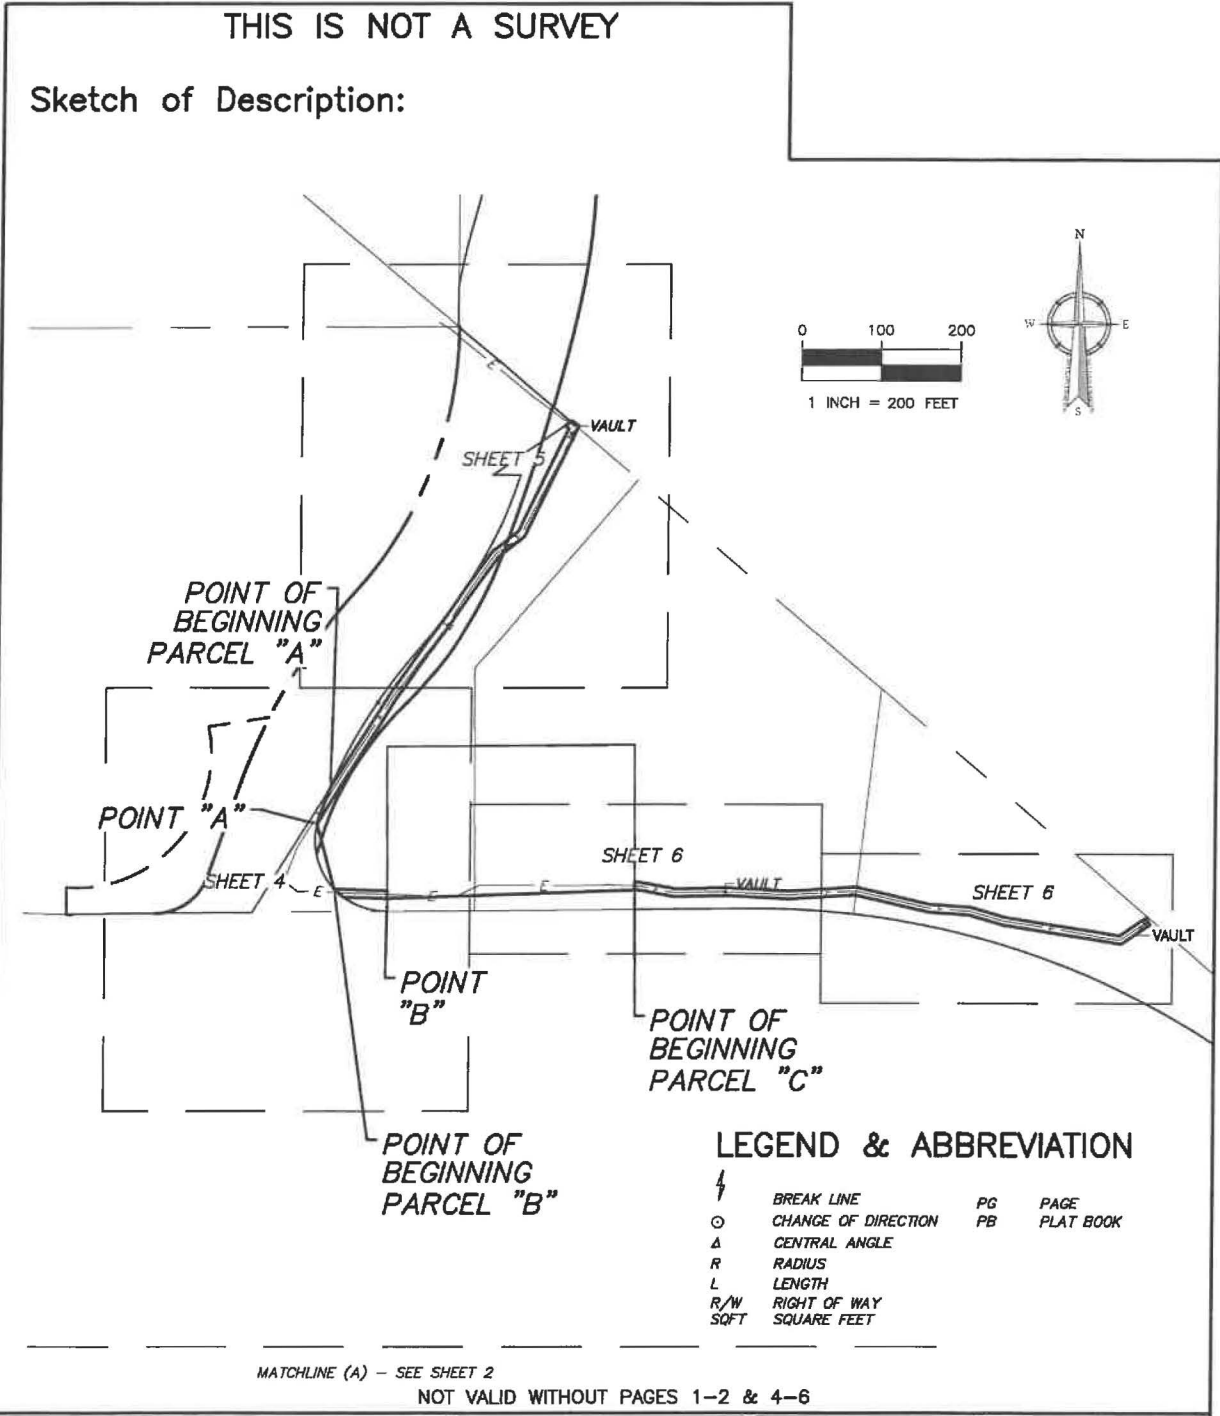 THIS IS NOT A SURVEY
Sketch of Description:
N
W E
S
0 100 200
1 INCH = 200 FEET
E
VAULT
SHEET 5
POINT OF
BEGINNING
PARCEL "A"
POINT "A"
SHEET 4
E
E
E
SHEET 6
VAULT
SHEET 6
VAULT
POINT
"B"
POINT OF
BEGINNING
PARCEL "C"
POINT OF
BEGINNING
PARCEL "B"
LEGEND & ABBREVIATION
BREAK LINE PG PAGE
CHANGE OF DIRECTION PB PLAT BOOK
Δ CENTRAL ANGLE
R RADIUS
L LENGTH
R/W RIGHT OF WAY
SQFT SQUARE FEET
MATCHLINE (A) – SEE SHEET 2
NOT VALID WITHOUT PAGES 1–2 & 4–6